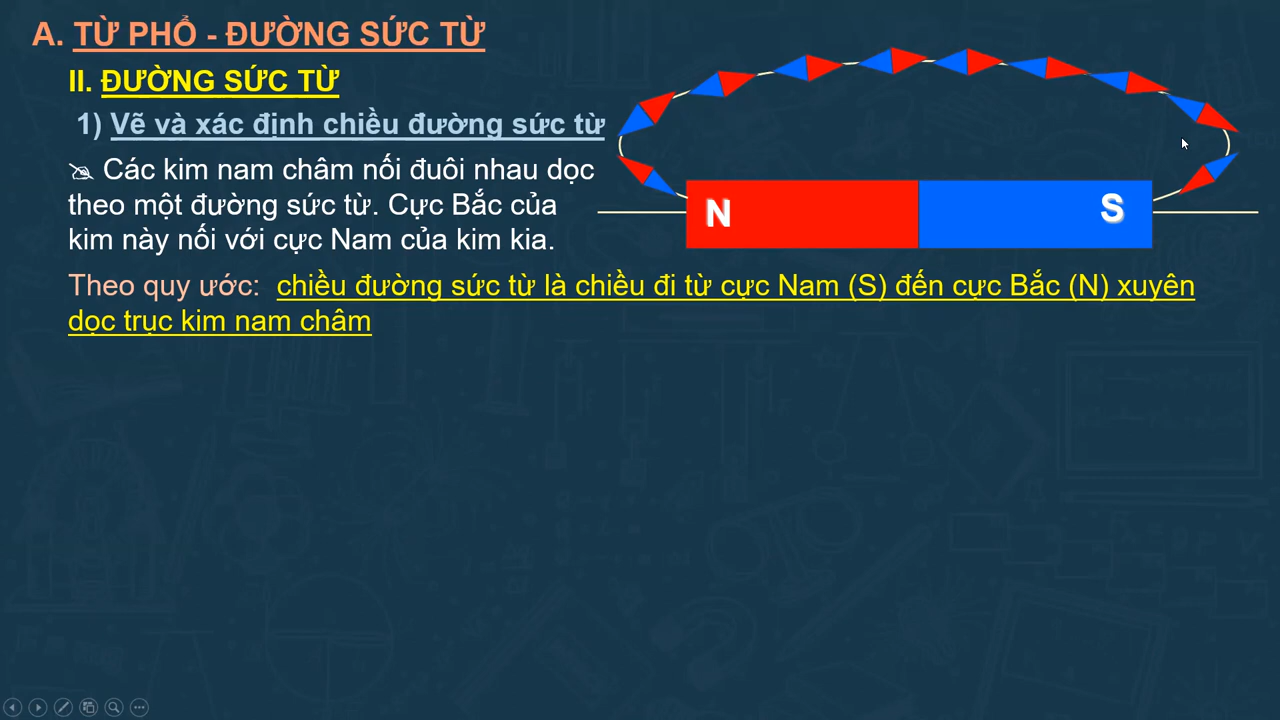 A. TỪ PHỔ - ĐƯỜNG SỨC TỪ
II. ĐƯỜNG SỨC TỪ
1) Vẽ và xác định chiều đường sức từ
Các kim nam châm nối đuôi nhau dọc
theo một đường sức từ. Cực Bắc của
kim này nối với cực Nam của kim kia.
N
S
Theo quy ước: chiều đường sức từ là chiều đi từ cực Nam (S) đến cực Bắc (N) xuyên
dọc trục kim nam châm